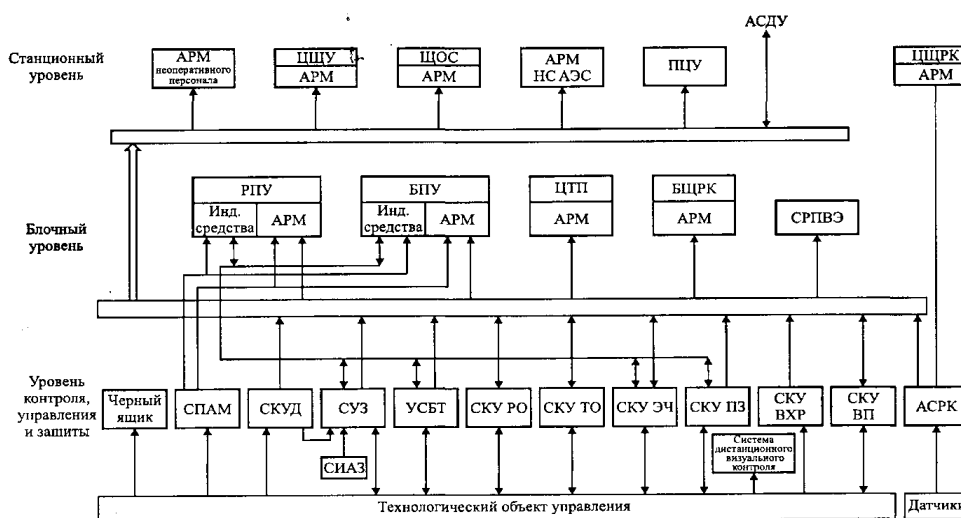 АСДУ
Станционный
уровень
АРМ
неоперативного
персонала
ЦЩУ
АРМ
ЩОС
АРМ
АРМ
НС АЭС
ПЦУ
ЦЩРК
АРМ
Блочный
уровень
РПУ
Инд.
средства
АРМ
БПУ
Инд.
средства
АРМ
ЦТП
АРМ
БЩРК
АРМ
СРПВЭ
Уровень
контроля,
управления
и защиты
Черный
ящик
СПАМ
СКУД
СУЗ
УСБТ
СКУ РО
СКУ ТО
СКУ ЭЧ
СКУ ПЗ
СКУ
ВХР
СКУ
ВП
АСРК
СИАЗ
Система
дистанционного
визуального
контроля
Технологический объект управления
Датчики